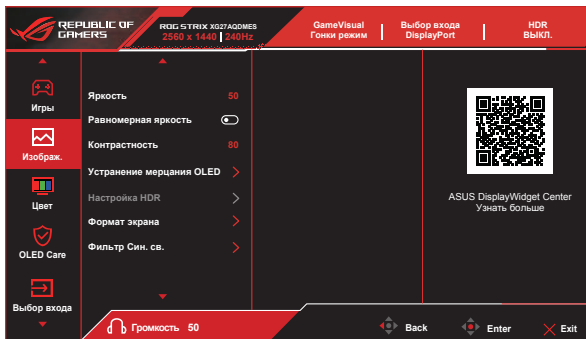 REPUBLIC OF
GAMERS
ROG STRIX XG27AQDMES
2560 x 1440 | 240Hz
GameVisual
Гонки режим
Выбор входа
DisplayPort
HDR
ВЫКЛ.
Игры
Изображ.
Цвет
OLED Care
Выбор входа
Яркость 50
Равномерная яркость
Контрастность 80
Устранение мерцания OLED
Настройка HDR
Формат экрана
Фильтр Син. св.
ASUS DisplayWidget Center
Узнать больше
Громкость 50
Back
Enter
Exit